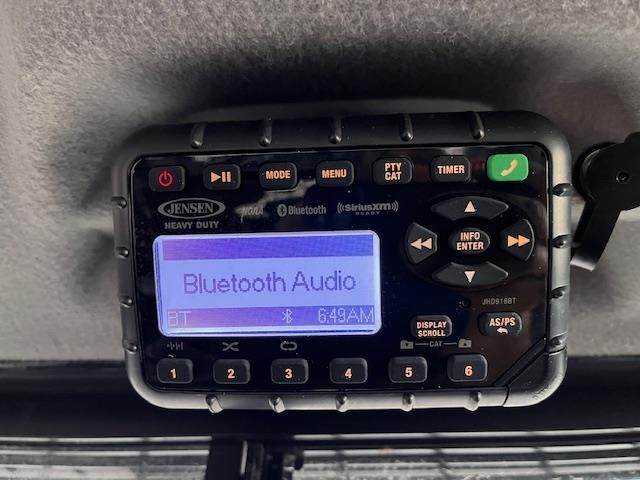 MODE MENU PTY CAT TIMER
JENSEN NOAA Bluetooth ((SiriusXM))
HEAVY DUTY READY
INFO ENTER
Bluetooth Audio
JHD916BT
BT 6:49AM
DISPLAY SCROLL AS/PS
CAT
1 2 3 4 5 6